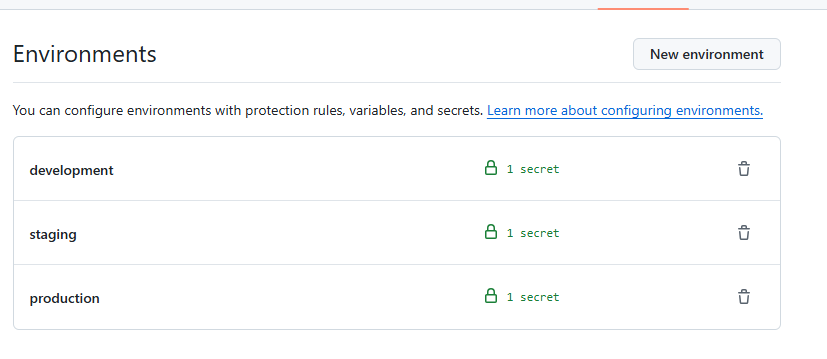 Environments
New environment
You can configure environments with protection rules, variables, and secrets. Learn more about configuring environments.
development 1 secret
staging 1 secret
production 1 secret